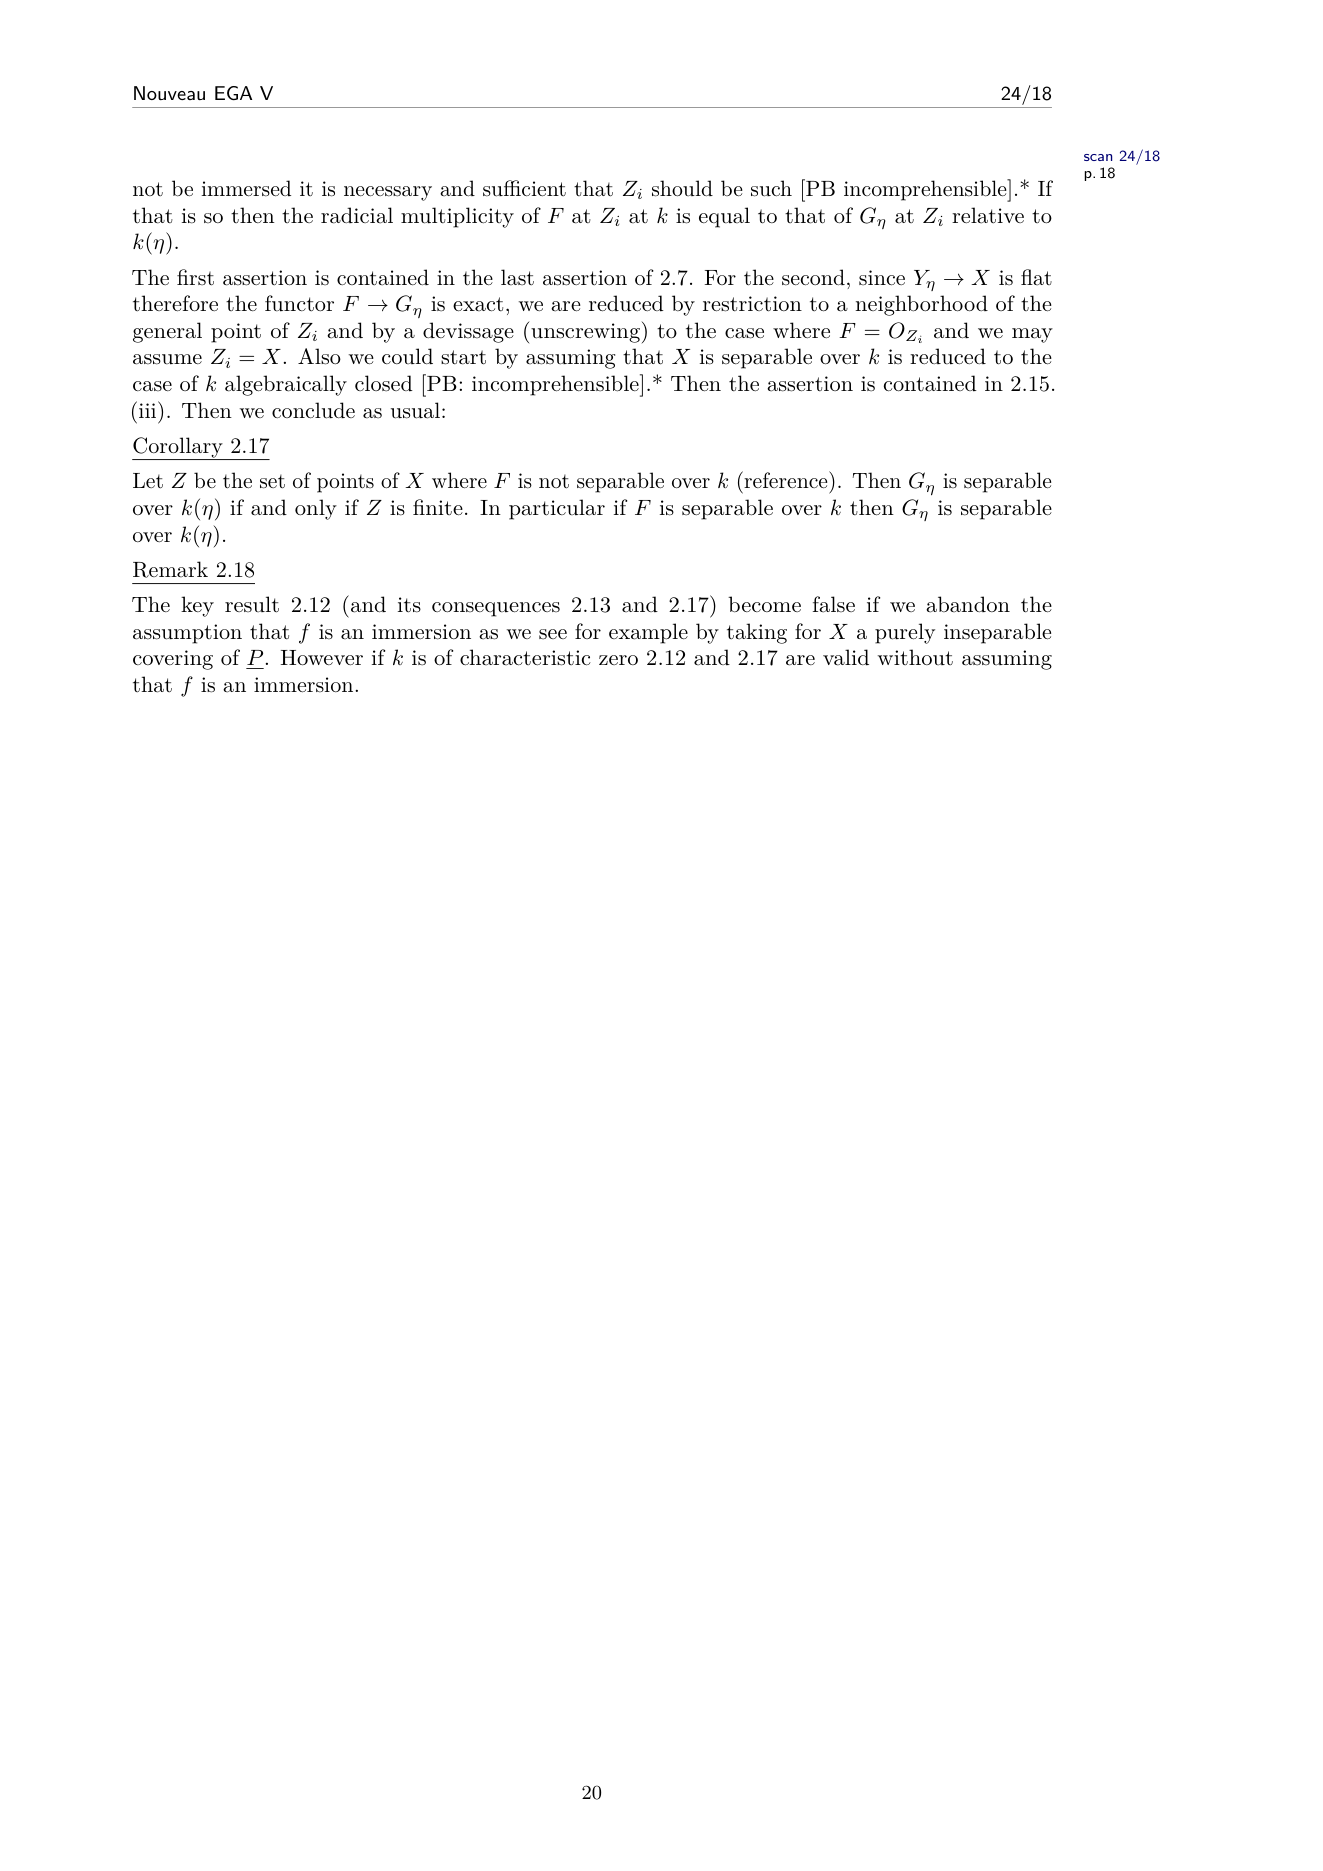 Nouveau EGA V 24/18
scan 24/18
p. 18
not be immersed it is necessary and sufficient that Zᵢ should be such [PB incomprehensible].* If
that is so then the radicial multiplicity of F at Zᵢ at k is equal to that of G_η at Zᵢ relative to
k(η).
The first assertion is contained in the last assertion of 2.7. For the second, since Y_η → X is flat
therefore the functor F → G_η is exact, we are reduced by restriction to a neighborhood of the
general point of Zᵢ and by a devissage (unscrewing) to the case where F = O_{Zᵢ} and we may
assume Zᵢ = X. Also we could start by assuming that X is separable over k is reduced to the
case of k algebraically closed [PB: incomprehensible].* Then the assertion is contained in 2.15.
(iii). Then we conclude as usual:
Corollary 2.17
Let Z be the set of points of X where F is not separable over k (reference). Then G_η is separable
over k(η) if and only if Z is finite. In particular if F is separable over k then G_η is separable
over k(η).
Remark 2.18
The key result 2.12 (and its consequences 2.13 and 2.17) become false if we abandon the
assumption that f is an immersion as we see for example by taking for X a purely inseparable
covering of P. However if k is of characteristic zero 2.12 and 2.17 are valid without assuming
that f is an immersion.
20